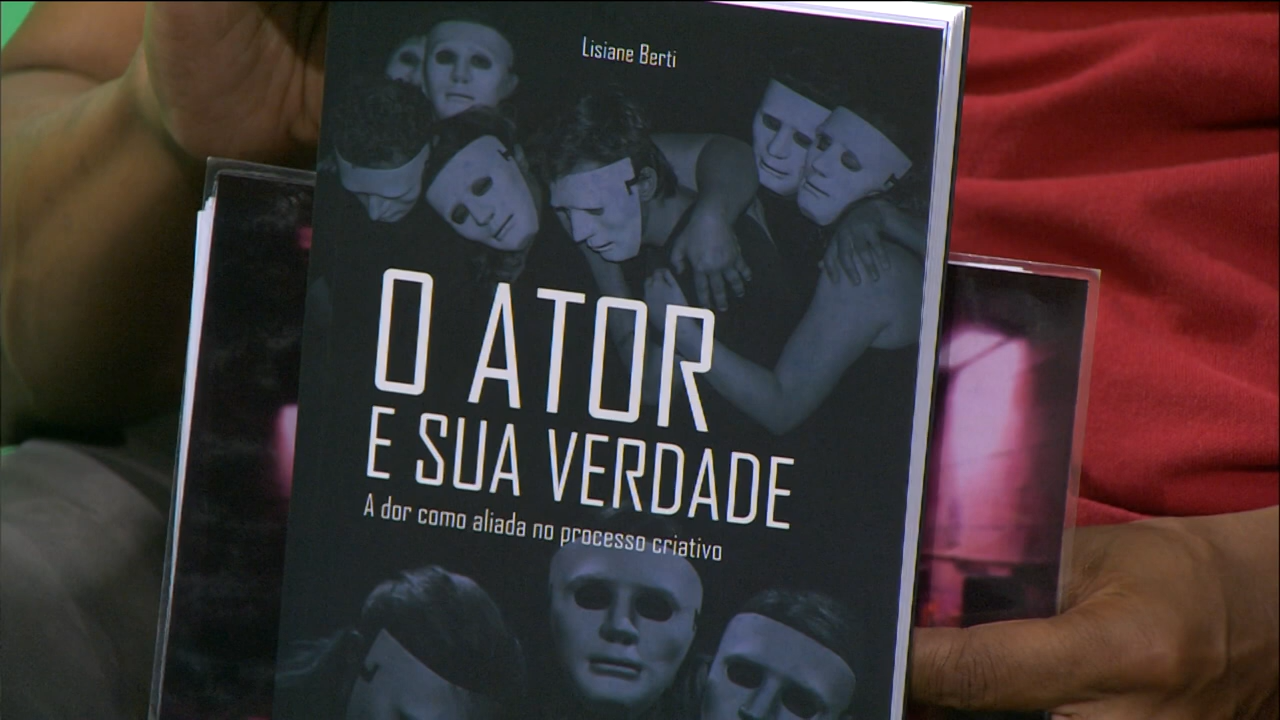 Lisiane Berti
O ATOR
E SUA VERDADE
A dor como aliada no processo criativo